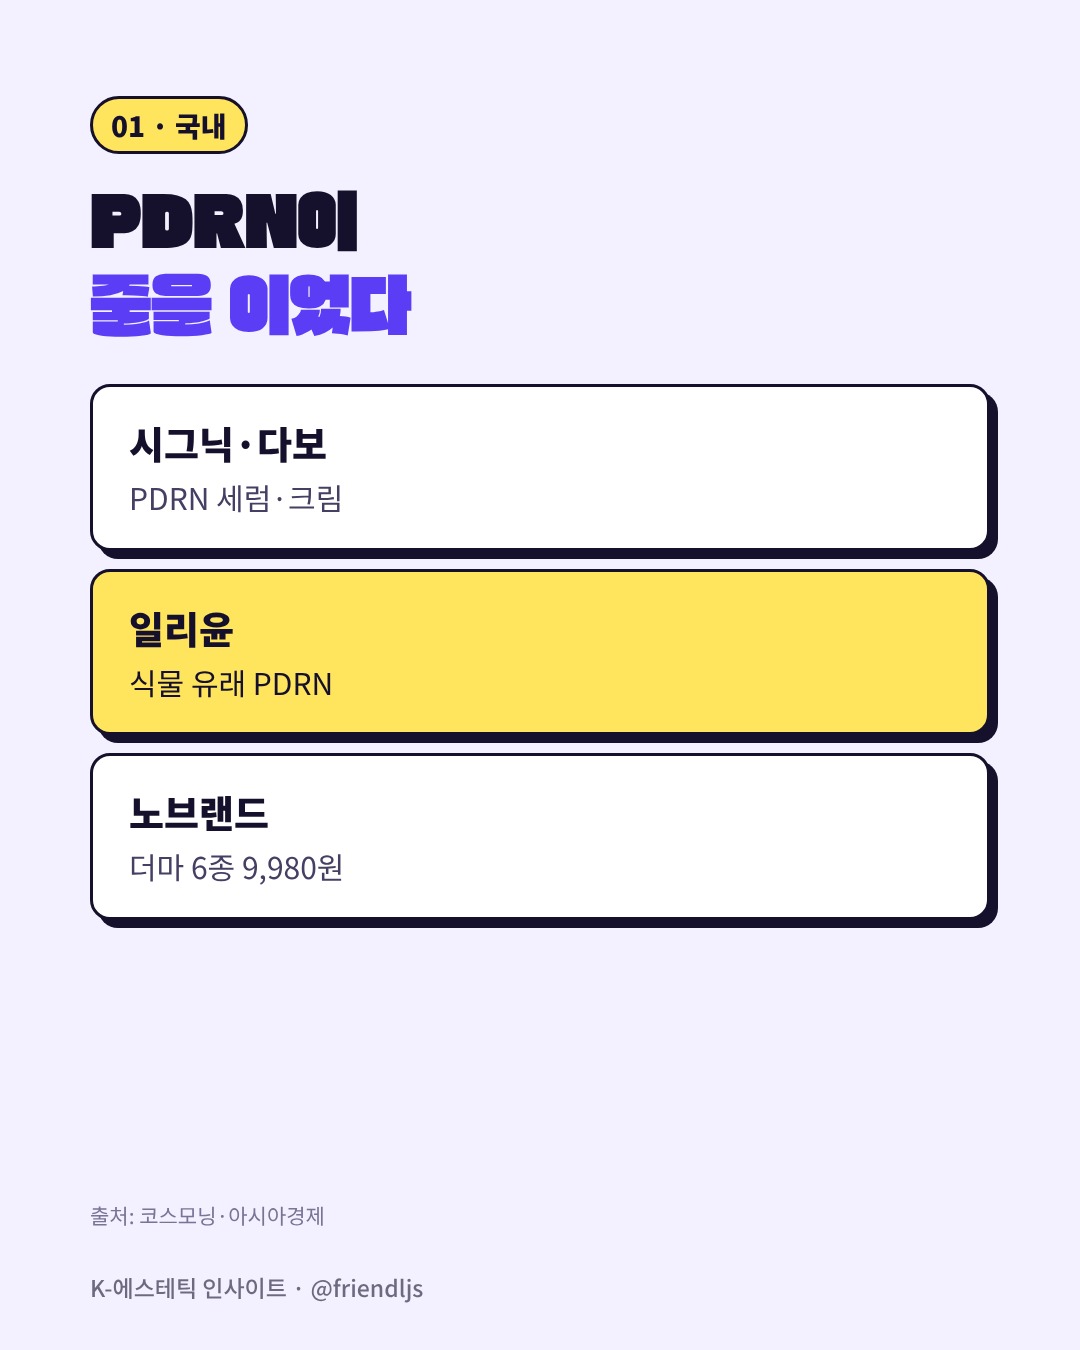 01 · 국내
PDRN이
줄을 이었다
시그닉·다보
PDRN 세럼·크림
일리윤
식물 유래 PDRN
노브랜드
더마 6종 9,980원
출처: 코스모닝·아시아경제
K-에스테틱 인사이트 · @friendljs